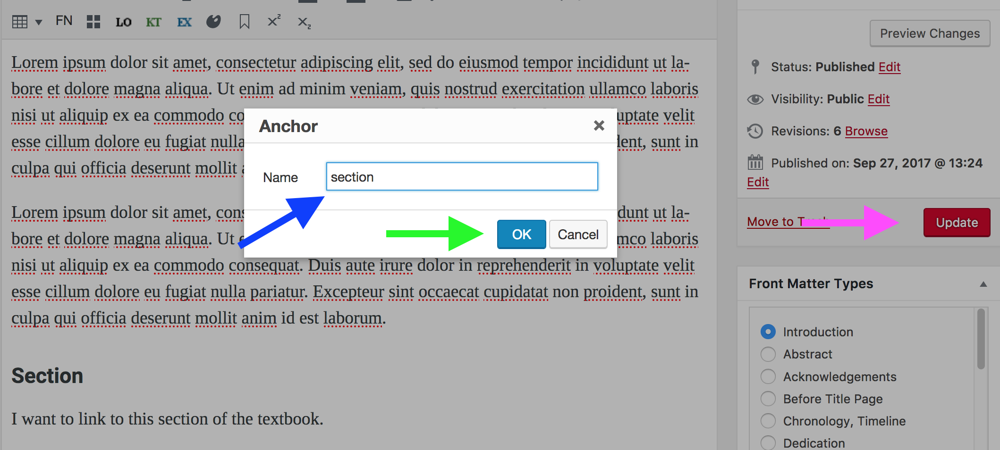 FN LO KT EX x² x₂
Lorem ipsum dolor sit amet, consectetur adipiscing elit, sed do eiusmod tempor incididunt ut la-
bore et dolore magna aliqua. Ut enim ad minim veniam, quis nostrud exercitation ullamco laboris
nisi ut aliquip ex ea commodo co uptate velit
esse cillum dolore eu fugiat nulla dent, sunt in
culpa qui officia deserunt mollit
Lorem ipsum dolor sit amet, cons dunt ut la-
bore et dolore magna aliqua. Ut mco laboris
nisi ut aliquip ex ea commodo consequat. Duis aute irure dolor in reprehenderit in voluptate velit
esse cillum dolore eu fugiat nulla pariatur. Excepteur sint occaecat cupidatat non proident, sunt in
culpa qui officia deserunt mollit anim id est laborum.
Section
I want to link to this section of the textbook.
Anchor
Name section
OK Cancel
Preview Changes
Status: Published Edit
Visibility: Public Edit
Revisions: 6 Browse
Published on: Sep 27, 2017 @ 13:24
Edit
Move to Update
Front Matter Types
Introduction
Abstract
Acknowledgements
Before Title Page
Chronology, Timeline
Dedication